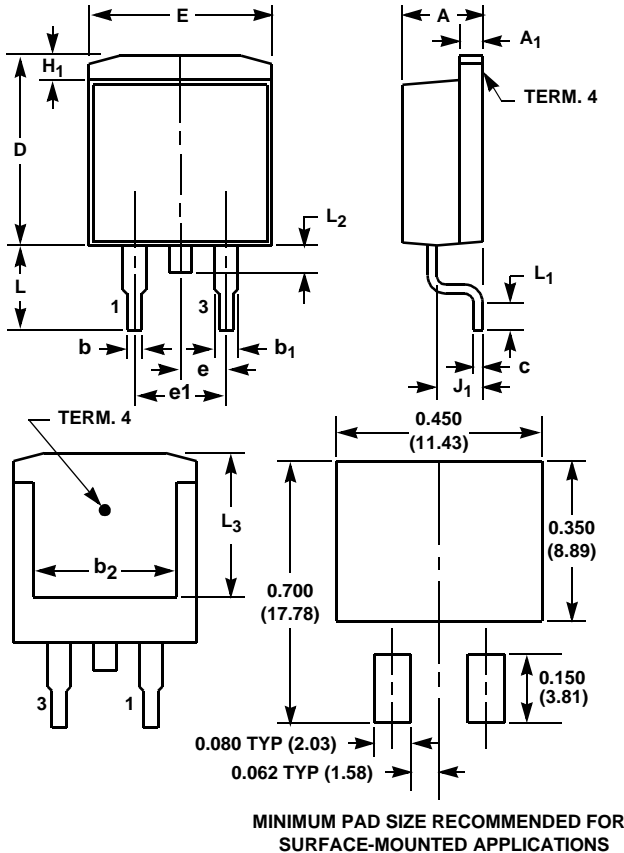 E
A
A1
H1
TERM. 4
D
L2
L
L1
1
3
b
b1
e
c
e1
J1
TERM. 4
0.450
(11.43)
L3
b2
0.350
(8.89)
0.700
(17.78)
3
1
0.150
(3.81)
0.080 TYP (2.03)
0.062 TYP (1.58)
MINIMUM PAD SIZE RECOMMENDED FOR
SURFACE-MOUNTED APPLICATIONS